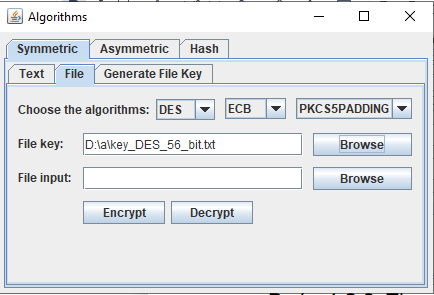 Algorithms
Symmetric Asymmetric Hash
Text File Generate File Key
Choose the algorithms: DES ECB PKCS5PADDING
File key: D:\a\key_DES_56_bit.txt Browse
File input: Browse
Encrypt Decrypt